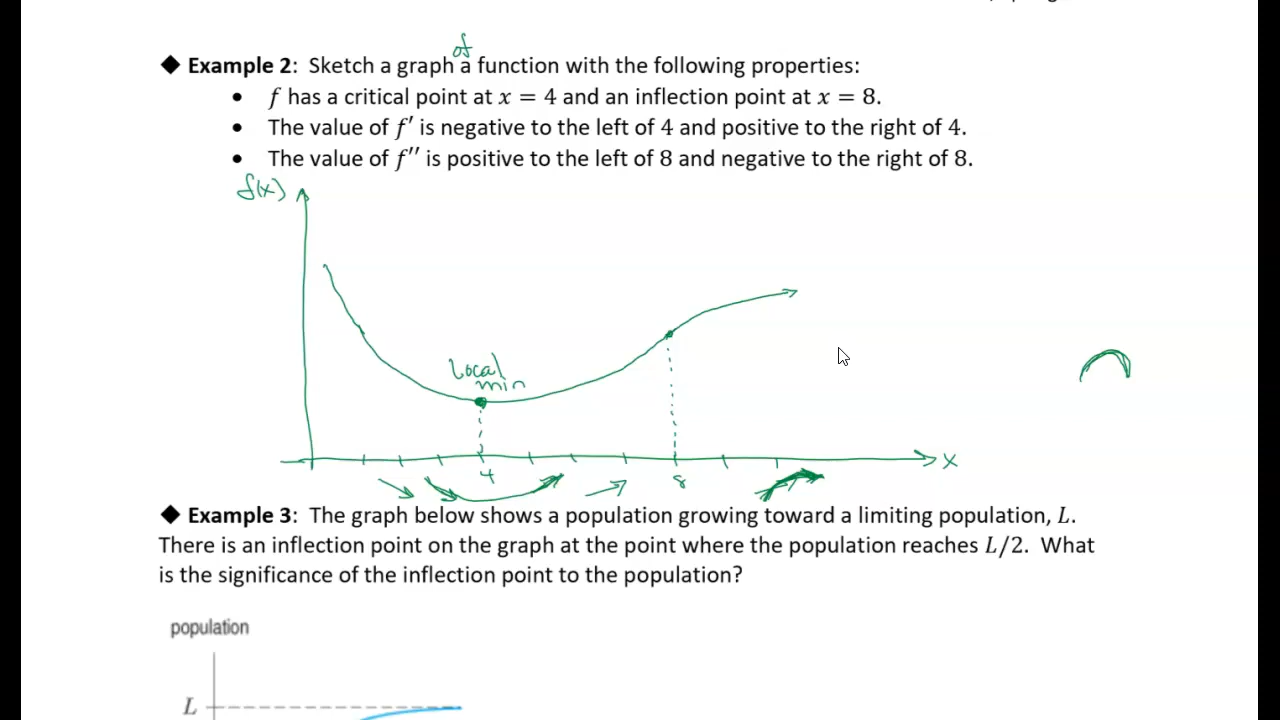 of
◆ Example 2: Sketch a graph a function with the following properties:
• f has a critical point at x = 4 and an inflection point at x = 8.
• The value of f′ is negative to the left of 4 and positive to the right of 4.
• The value of f″ is positive to the left of 8 and negative to the right of 8.
f(x)
Local
min
x
4
8
◆ Example 3: The graph below shows a population growing toward a limiting population, L.
There is an inflection point on the graph at the point where the population reaches L/2. What
is the significance of the inflection point to the population?
population
L